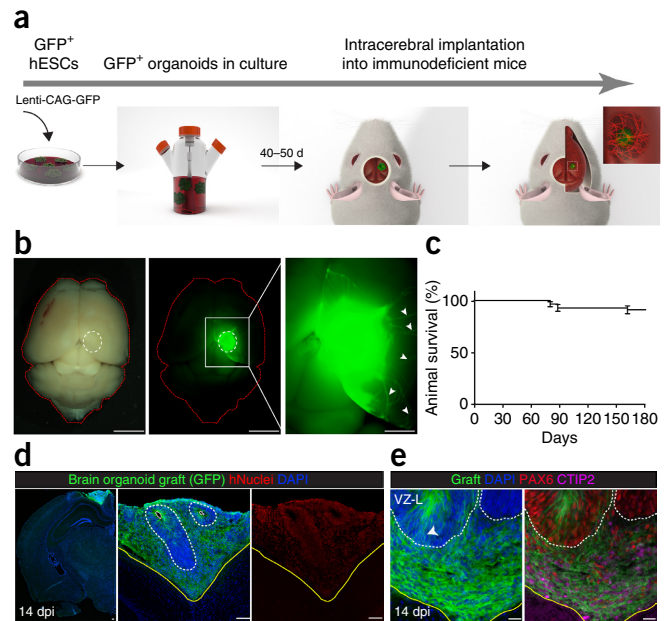 a
GFP+
hESCs
GFP+ organoids in culture
Intracerebral implantation
into immunodeficient mice
Lenti-CAG-GFP
40–50 d
b
c
Animal survival (%)
100
50
0
0 30 60 90 120 150 180
Days
d
Brain organoid graft (GFP) hNuclei DAPI
14 dpi
e
Graft DAPI PAX6 CTIP2
VZ-L
14 dpi